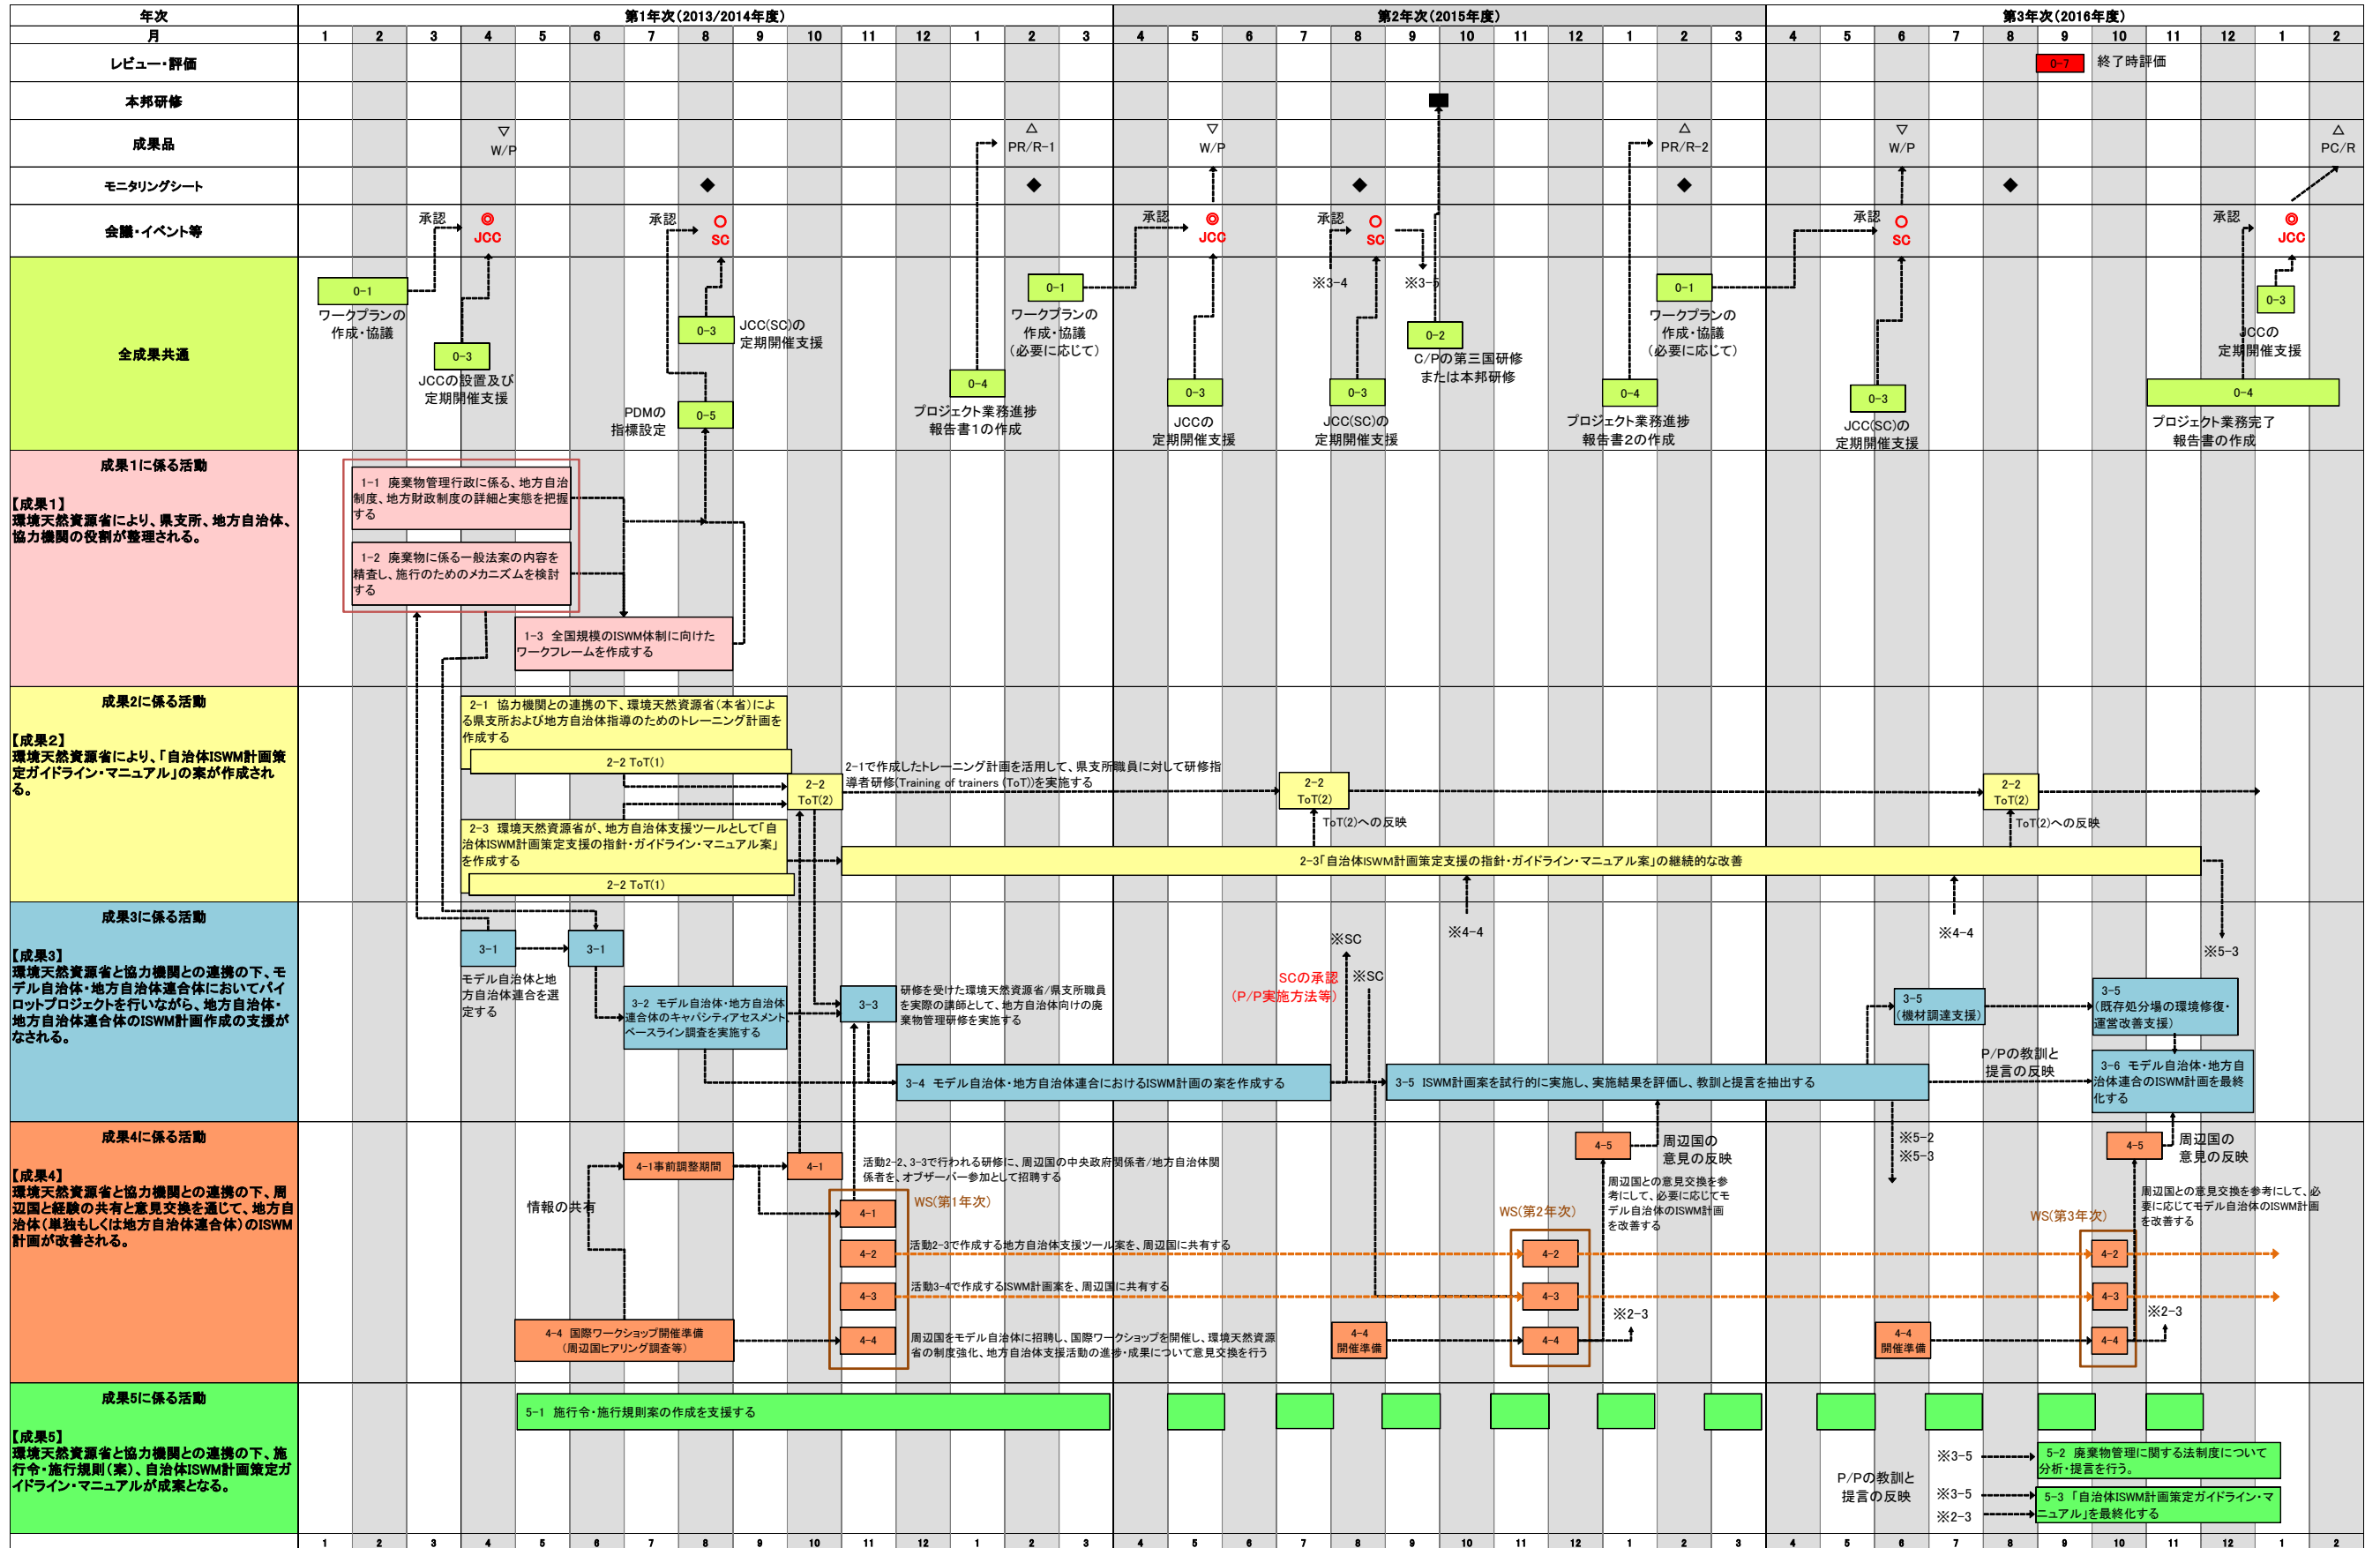 年次 第1年次(2013/2014年度) 第2年次(2015年度) 第3年次(2016年度)
月 1 2 3 4 5 6 7 8 9 10 11 12 1 2 3 4 5 6 7 8 9 10 11 12 1 2 3 4 5 6 7 8 9 10 11 12 1 2
レビュー・評価
0-7 終了時評価
本邦研修
成果品
▽ △ ▽ △ ▽ △
W/P PR/R-1 W/P PR/R-2 W/P PC/R
モニタリングシート
◆ ◆ ◆ ◆ ◆
会議・イベント等
承認 ◎ JCC
承認 ○ SC
承認 ◎ JCC
承認 ○ SC
承認 ○ SC
承認 ◎ JCC
全成果共通
0-1
ワークプランの
作成・協議
0-3
JCCの設置及び
定期開催支援
0-3
JCC(SC)の
定期開催支援
PDMの
指標設定
0-5
0-4
プロジェクト業務進捗
報告書1の作成
0-1
ワークプランの
作成・協議
(必要に応じて)
0-3
JCCの
定期開催支援
※3-4
※3-5
0-3
JCC(SC)の
定期開催支援
0-2
C/Pの第三国研修
または本邦研修
0-4
プロジェクト業務進捗
報告書2の作成
0-1
ワークプランの
作成・協議
(必要に応じて)
0-3
JCC(SC)の
定期開催支援
0-3
JCCの
定期開催支援
0-4
プロジェクト業務完了
報告書の作成
成果1に係る活動
【成果1】
環境天然資源省により、県支所、地方自治体、
協力機関の役割が整理される。
1-1 廃棄物管理行政に係る、地方自治
制度、地方財政制度の詳細と実態を把握
する
1-2 廃棄物に係る一般法案の内容を
精査し、施行のためのメカニズムを検討
する
1-3 全国規模のISWM体制に向けた
ワークフレームを作成する
成果2に係る活動
【成果2】
環境天然資源省により、「自治体ISWM計画策
定ガイドライン・マニュアル」の案が作成され
る。
2-1 協力機関との連携の下、環境天然資源省(本省)によ
る県支所および地方自治体指導のためのトレーニング計画を
作成する
2-2 ToT(1)
2-2
ToT(2)
2-1で作成したトレーニング計画を活用して、県支所職員に対して研修指
導者研修(Training of trainers (ToT))を実施する
2-2
ToT(2)
ToT(2)への反映
2-2
ToT(2)
ToT(2)への反映
2-3 環境天然資源省が、地方自治体支援ツールとして「自
治体ISWM計画策定支援の指針・ガイドライン・マニュアル案」
を作成する
2-2 ToT(1)
2-3「自治体ISWM計画策定支援の指針・ガイドライン・マニュアル案」の継続的な改善
※4-4
※4-4
※5-3
成果3に係る活動
【成果3】
環境天然資源省と協力機関との連携の下、モ
デル自治体・地方自治体連合体においてパイ
ロットプロジェクトを行いながら、地方自治体・
地方自治体連合体のISWM計画作成の支援が
なされる。
3-1
3-1
モデル自治体と地
方自治体連合を選
定する
3-2 モデル自治体・地方自治体
連合体のキャパシティアセスメント、
ベースライン調査を実施する
3-3
研修を受けた環境天然資源省/県支所職員
を実際の講師として、地方自治体向けの廃
棄物管理研修を実施する
※SC
※SC
SCの承認
(P/P実施方法等)
3-4 モデル自治体・地方自治体連合におけるISWM計画の案を作成する
3-5 ISWM計画案を試行的に実施し、実施結果を評価し、教訓と提言を抽出する
3-5
(機材調達支援)
3-5
(既存処分場の環境修復・
運営改善支援)
P/Pの教訓と
提言の反映
3-6 モデル自治体・地方自
治体連合のISWM計画を最終
化する
成果4に係る活動
【成果4】
環境天然資源省と協力機関との連携の下、周
辺国と経験の共有と意見交換を通じて、地方自
治体(単独もしくは地方自治体連合体)のISWM
計画が改善される。
4-1事前調整期間
4-1
活動2-2、3-3で行われる研修に、周辺国の中央政府関係者/地方自治体関
係者を、オブザーバー参加として招聘する
情報の共有
WS(第1年次)
4-1
4-2
活動2-3で作成する地方自治体支援ツール案を、周辺国に共有する
4-3
活動3-4で作成するISWM計画案を、周辺国に共有する
4-4 国際ワークショップ開催準備
(周辺国ヒアリング調査等)
4-4
周辺国をモデル自治体に招聘し、国際ワークショップを開催し、環境天然資源
省の制度強化、地方自治体支援活動の進捗・成果について意見交換を行う
4-4
開催準備
WS(第2年次)
4-2
4-3
4-4
4-5
周辺国の
意見の反映
周辺国との意見交換を参
考にして、必要に応じてモ
デル自治体のISWM計画
を改善する
※2-3
※5-2
※5-3
4-4
開催準備
WS(第3年次)
4-2
4-3
4-4
4-5
周辺国の
意見の反映
周辺国との意見交換を参考にして、必
要に応じてモデル自治体のISWM計画
を改善する
※2-3
成果5に係る活動
【成果5】
環境天然資源省と協力機関との連携の下、施
行令・施行規則(案)、自治体ISWM計画策定ガ
イドライン・マニュアルが成案となる。
5-1 施行令・施行規則案の作成を支援する
P/Pの教訓と
提言の反映
※3-5
5-2 廃棄物管理に関する法制度について
分析・提言を行う。
※3-5
※2-3
5-3 「自治体ISWM計画策定ガイドライン・マ
ニュアル」を最終化する
1 2 3 4 5 6 7 8 9 10 11 12 1 2 3 4 5 6 7 8 9 10 11 12 1 2 3 4 5 6 7 8 9 10 11 12 1 2